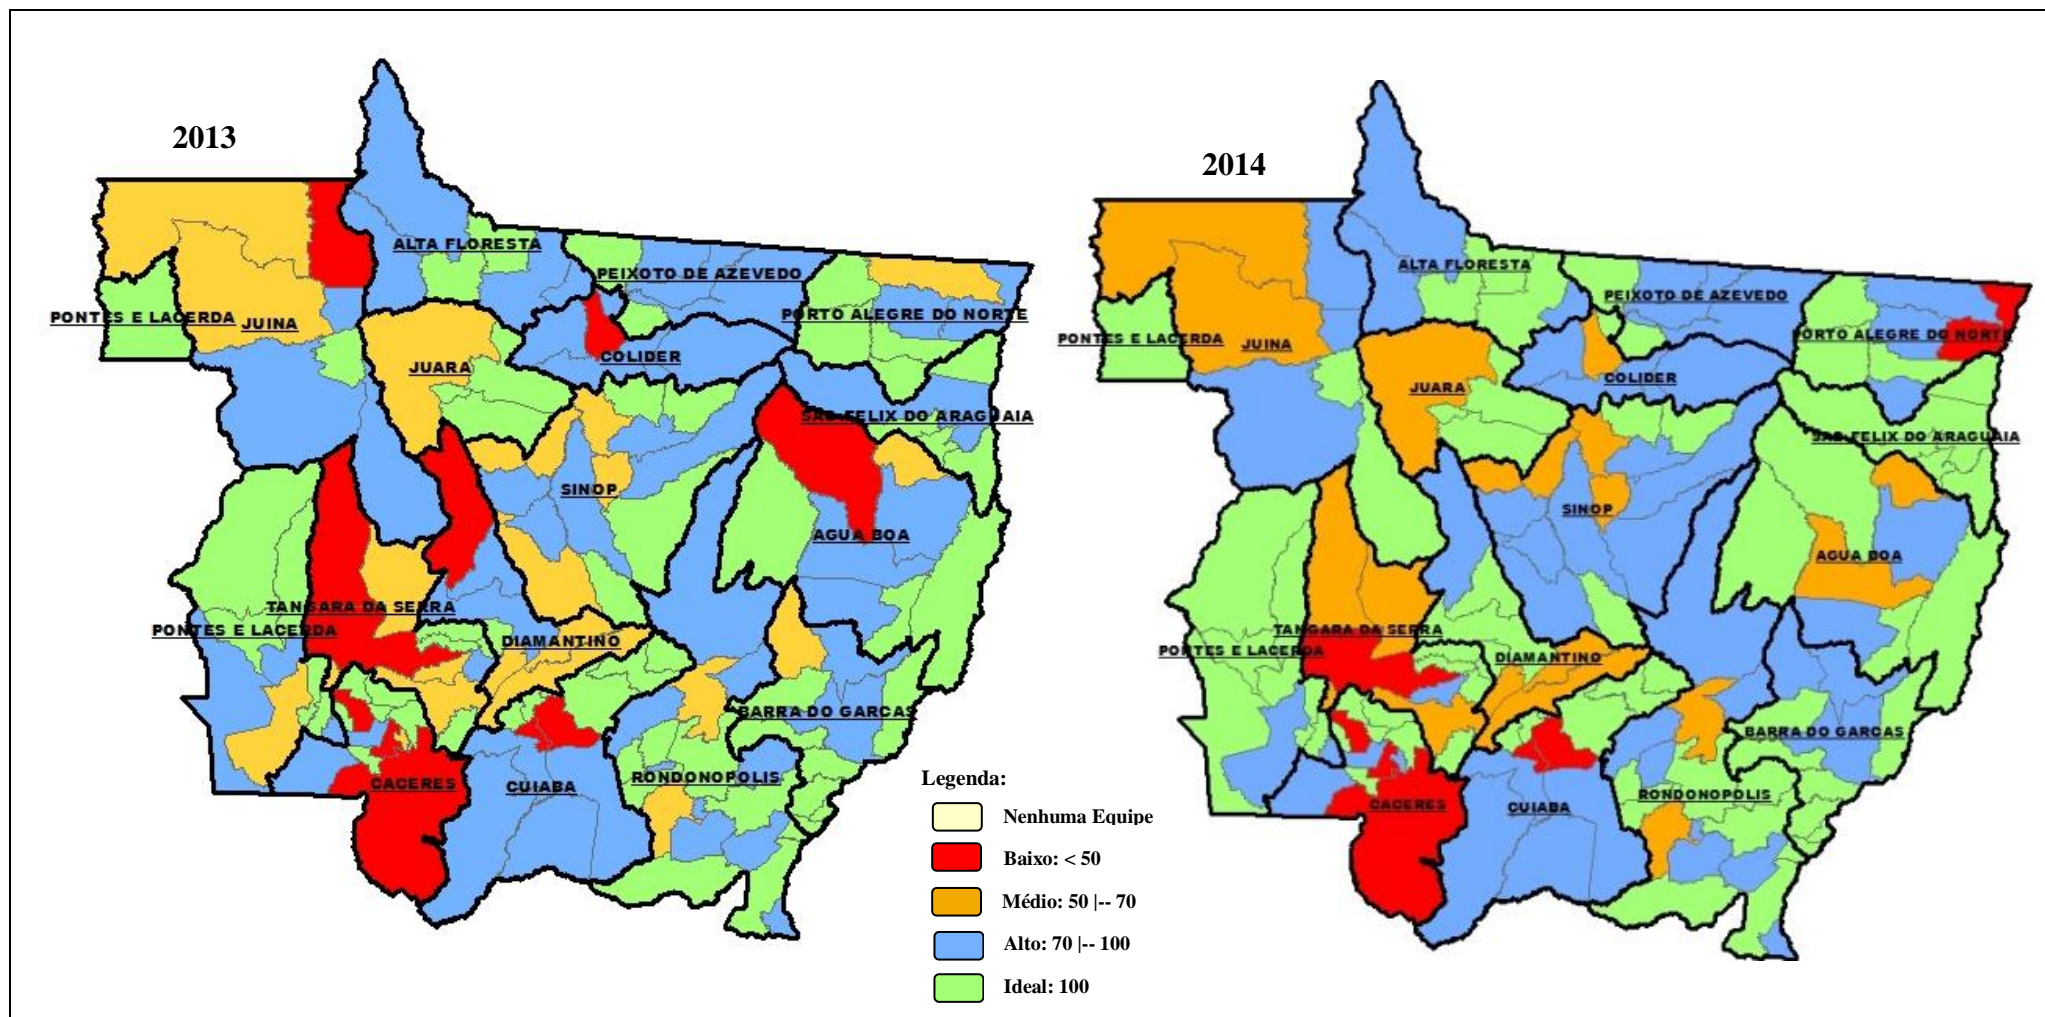 2013
ALTA FLORESTA
PEIXOTO DE AZEVEDO
PONTES E LACERDA
JUINA
PORTO ALEGRE DO NORTE
COLIDER
JUARA
SAO FELIX DO ARAGUAIA
SINOP
AGUA BOA
TANGARA DA SERRA
PONTES E LACERDA
DIAMANTINO
BARRA DO GARCAS
CACERES
CUIABA
RONDONOPOLIS
2014
ALTA FLORESTA
PEIXOTO DE AZEVEDO
PONTES E LACERDA
JUINA
PORTO ALEGRE DO NORTE
COLIDER
JUARA
SAO FELIX DO ARAGUAIA
SINOP
AGUA BOA
TANGARA DA SERRA
PONTES E LACERDA
DIAMANTINO
BARRA DO GARCAS
RONDONOPOLIS
CACERES
CUIABA
Legenda:
Nenhuma Equipe
Baixo: < 50
Médio: 50 |-- 70
Alto: 70 |-- 100
Ideal: 100